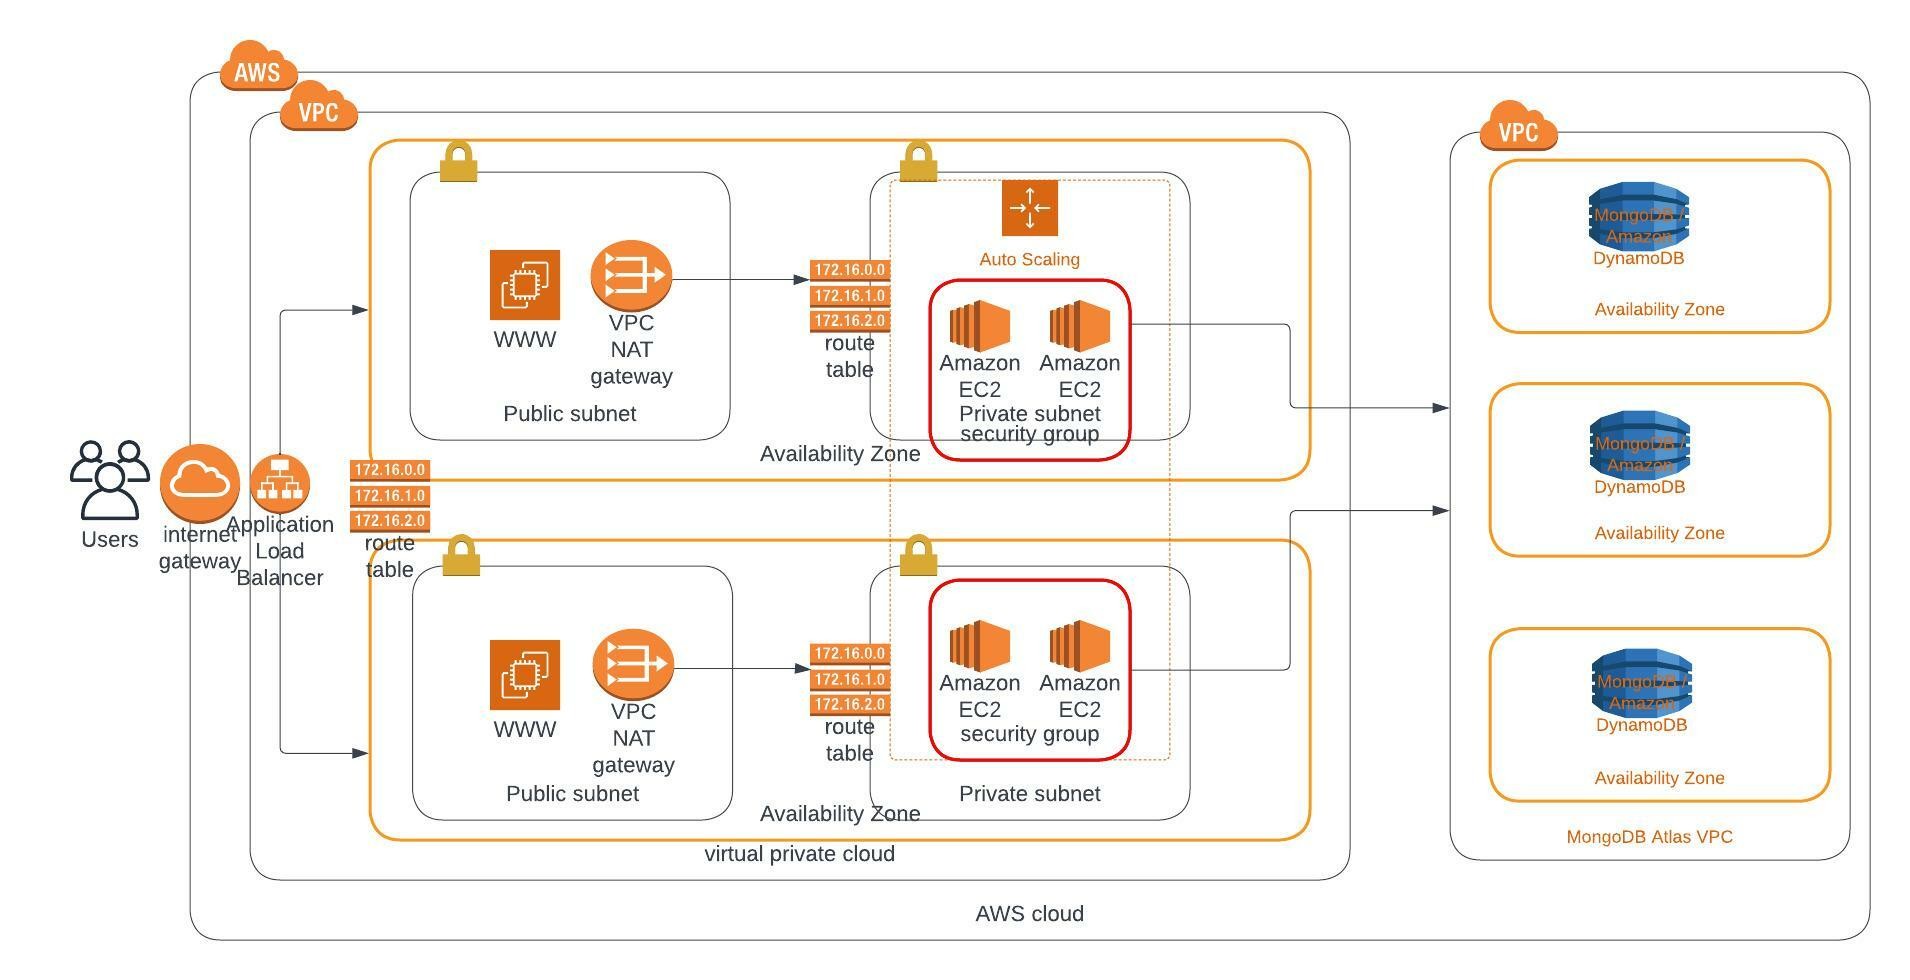 AWS
VPC
VPC
MongoDB /
Amazon
DynamoDB
Availability Zone
Auto Scaling
172.16.0.0
172.16.1.0
172.16.2.0
route
table
WWW
VPC
NAT
gateway
Public subnet
Amazon
EC2
Amazon
EC2
Private subnet
security group
Availability Zone
MongoDB /
Amazon
DynamoDB
Availability Zone
Users
internet
gateway
Application
Load
Balancer
172.16.0.0
172.16.1.0
172.16.2.0
route
table
WWW
VPC
NAT
gateway
Public subnet
172.16.0.0
172.16.1.0
172.16.2.0
route
table
Amazon
EC2
Amazon
EC2
security group
Private subnet
Availability Zone
MongoDB /
Amazon
DynamoDB
Availability Zone
MongoDB Atlas VPC
virtual private cloud
AWS cloud